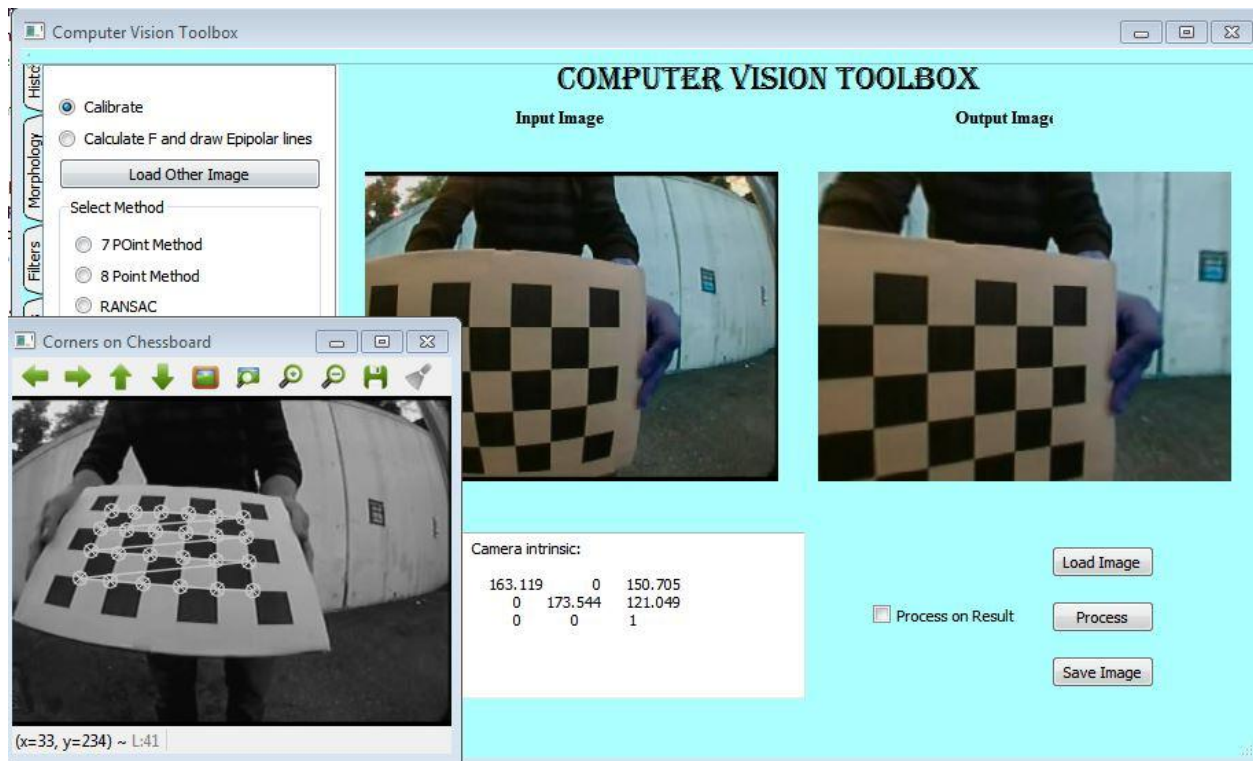 Computer Vision Toolbox
COMPUTER VISION TOOLBOX
Input Image
Output Image
Histo
Morphology
Filters
Calibrate
Calculate F and draw Epipolar lines
Load Other Image
Select Method
7 POint Method
8 Point Method
RANSAC
Corners on Chessboard
(x=33, y=234) ~ L:41
Camera intrinsic:
163.119 0 150.705
0 173.544 121.049
0 0 1
Load Image
Process on Result
Process
Save Image